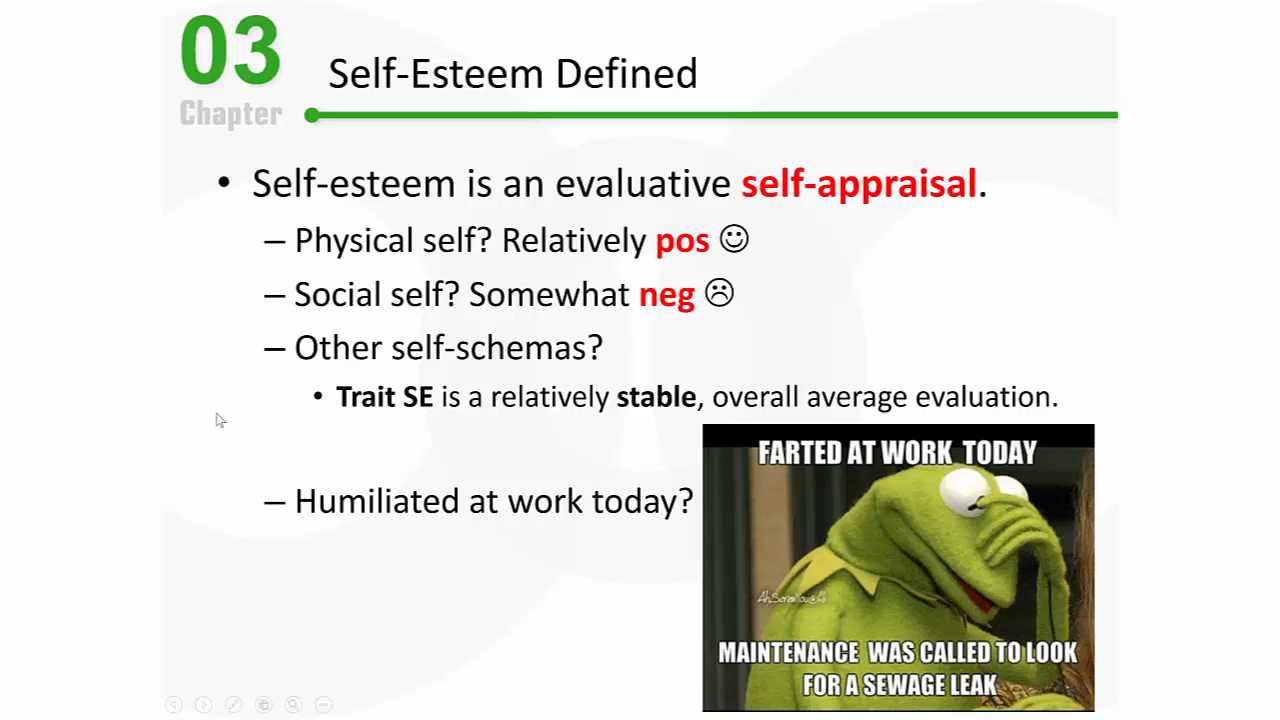 03
Chapter
Self-Esteem Defined
• Self-esteem is an evaluative self-appraisal.
– Physical self? Relatively pos ☺
– Social self? Somewhat neg ☹
– Other self-schemas?
• Trait SE is a relatively stable, overall average evaluation.
– Humiliated at work today?
FARTED AT WORK TODAY
MAINTENANCE WAS CALLED TO LOOK
FOR A SEWAGE LEAK